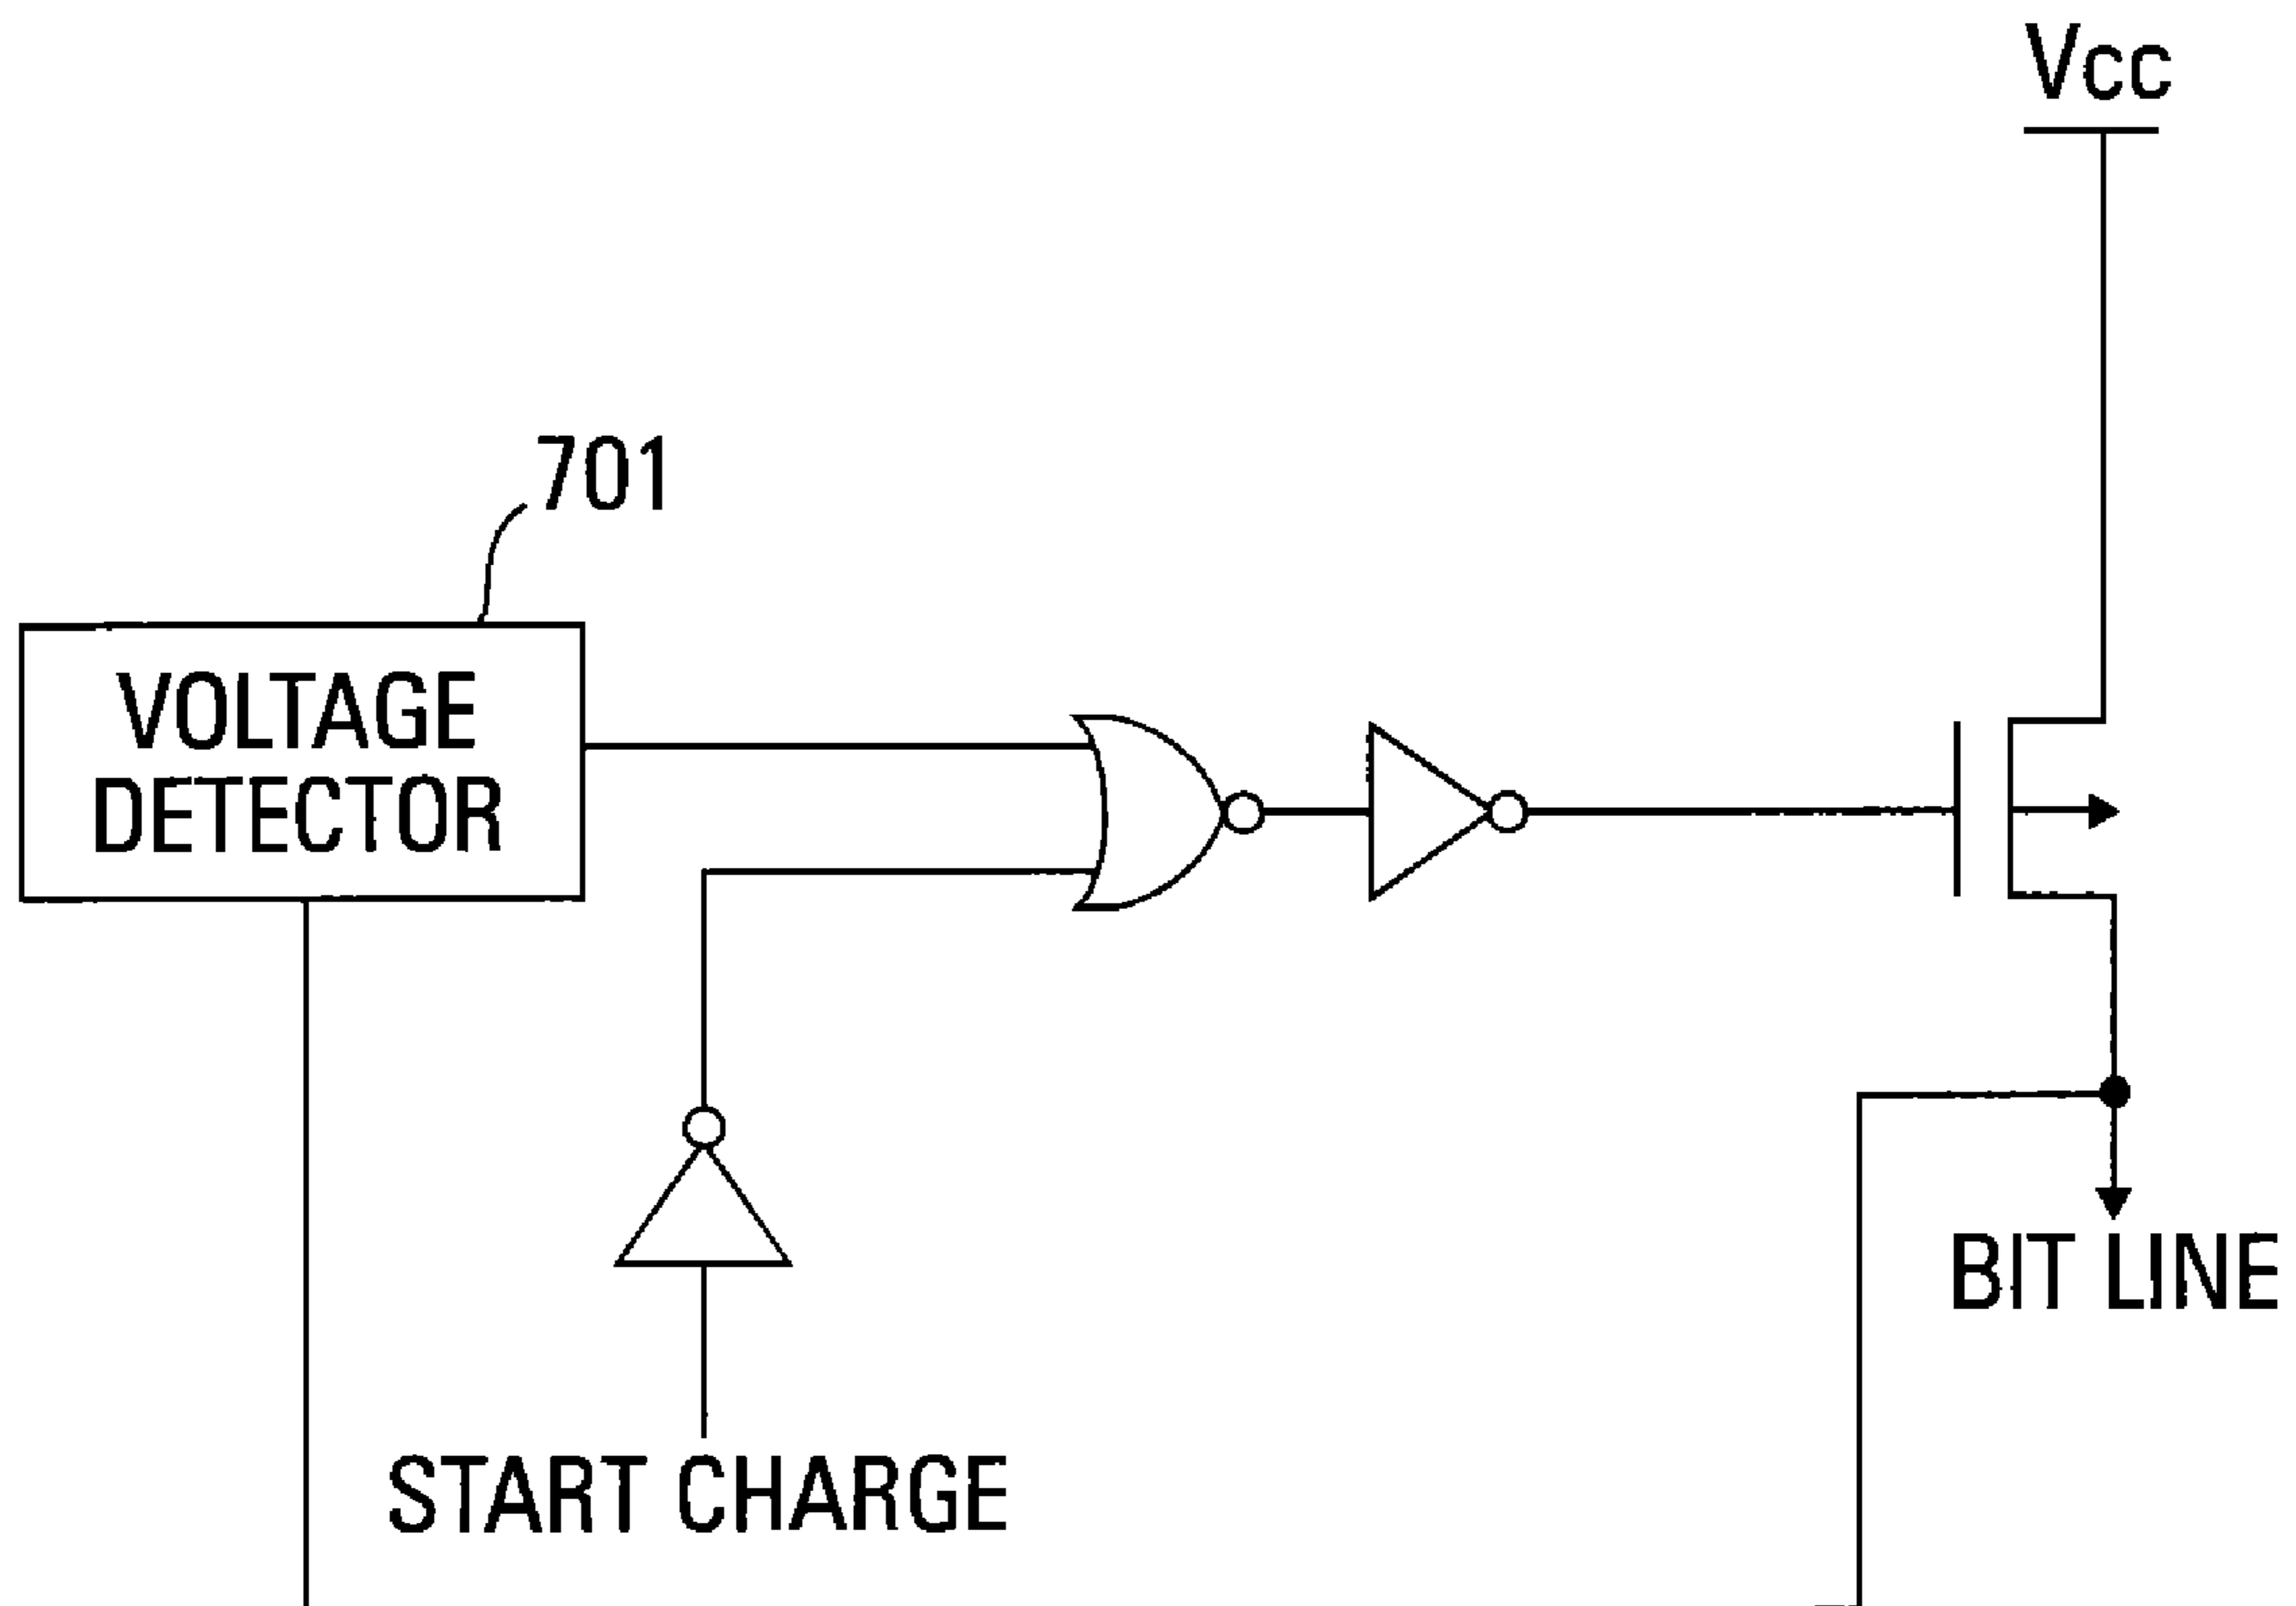 Vcc
701
VOLTAGE
DETECTOR
BIT LINE
START CHARGE